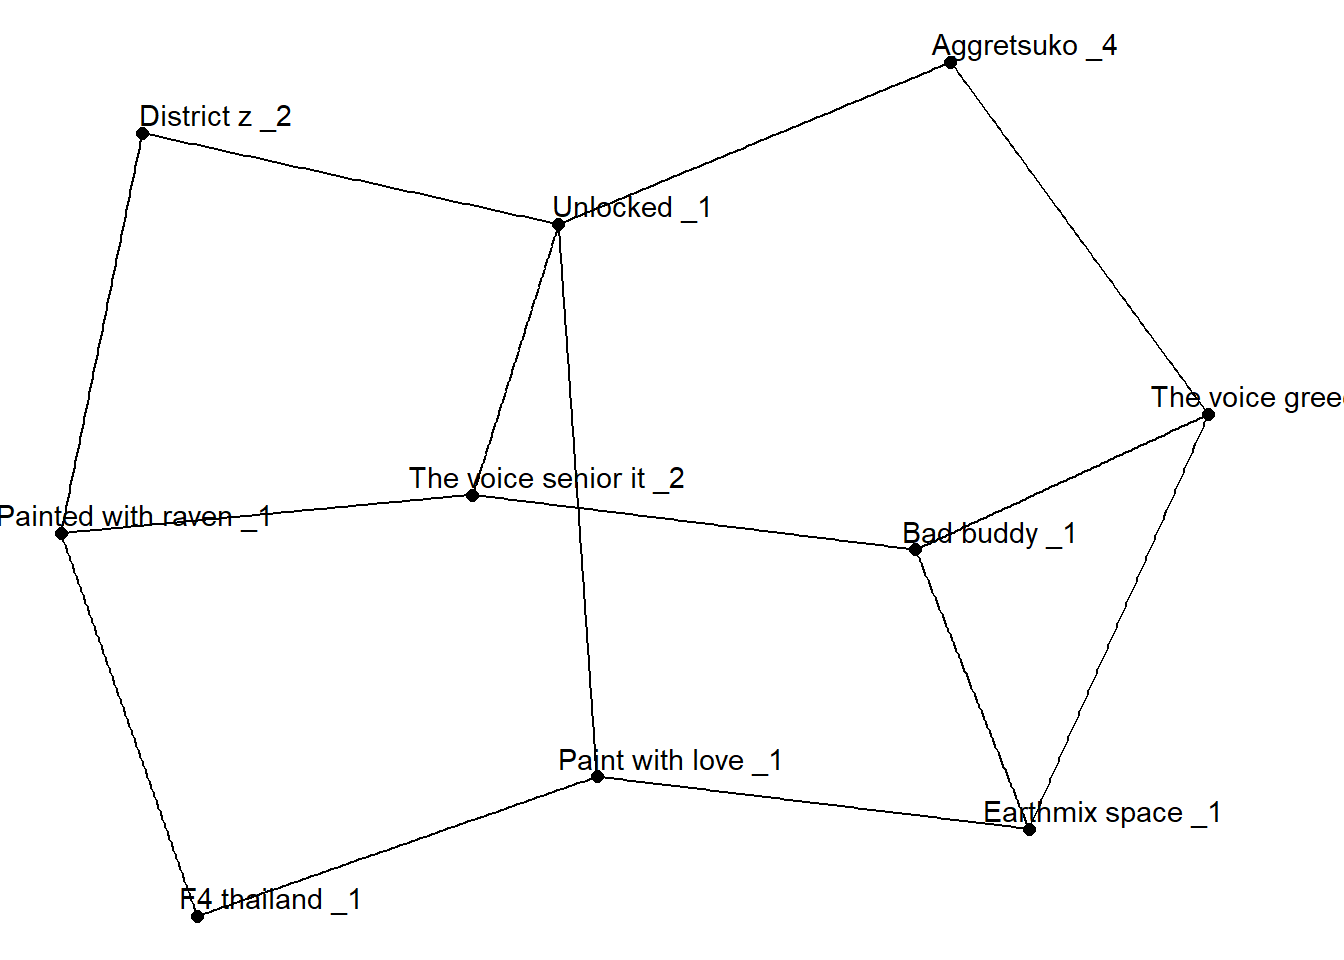 Aggretsuko _4
District z _2
Unlocked _1
The voice
The voice senior it _2
Painted with raven _1
Bad buddy _1
Paint with love _1
Earthmix space _1
F4 thailand _1